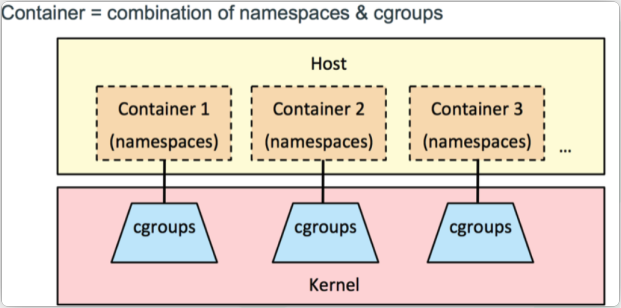 Container = combination of namespaces & cgroups
Host
Container 1
(namespaces)
Container 2
(namespaces)
Container 3
(namespaces)
...
cgroups
cgroups
cgroups
Kernel